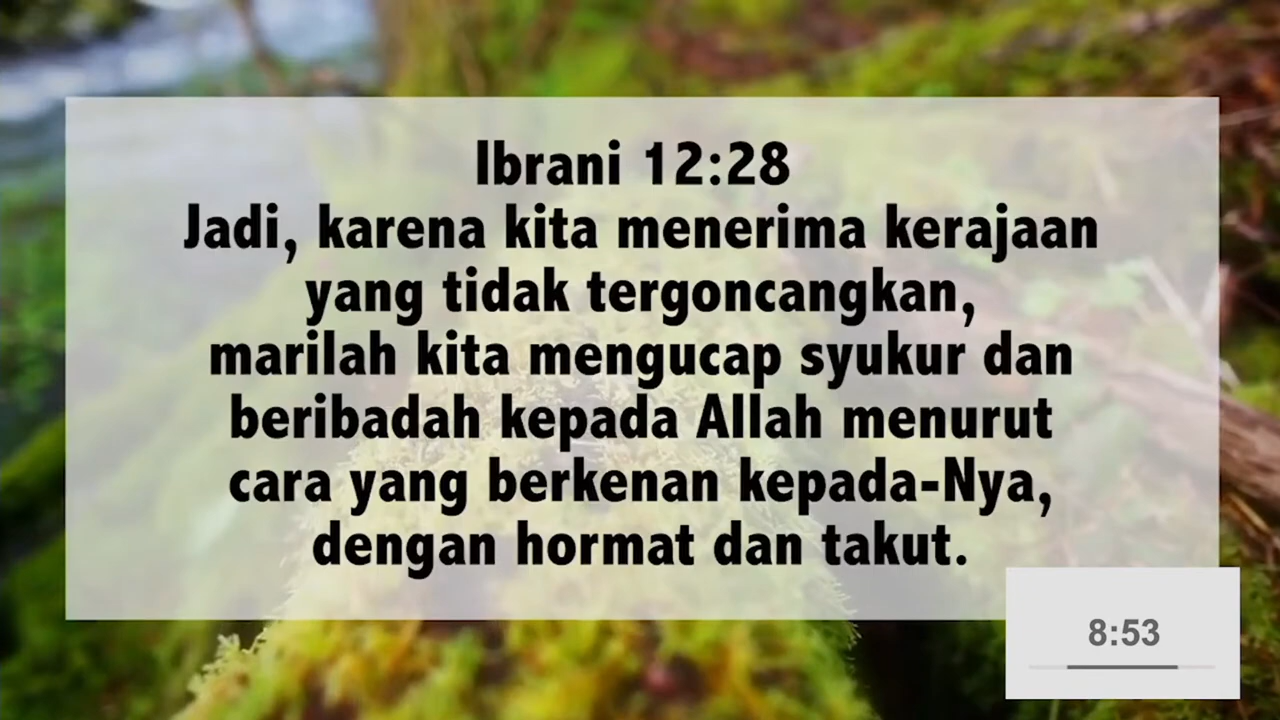 Ibrani 12:28
Jadi, karena kita menerima kerajaan
yang tidak tergoncangkan,
marilah kita mengucap syukur dan
beribadah kepada Allah menurut
cara yang berkenan kepada-Nya,
dengan hormat dan takut.
8:53